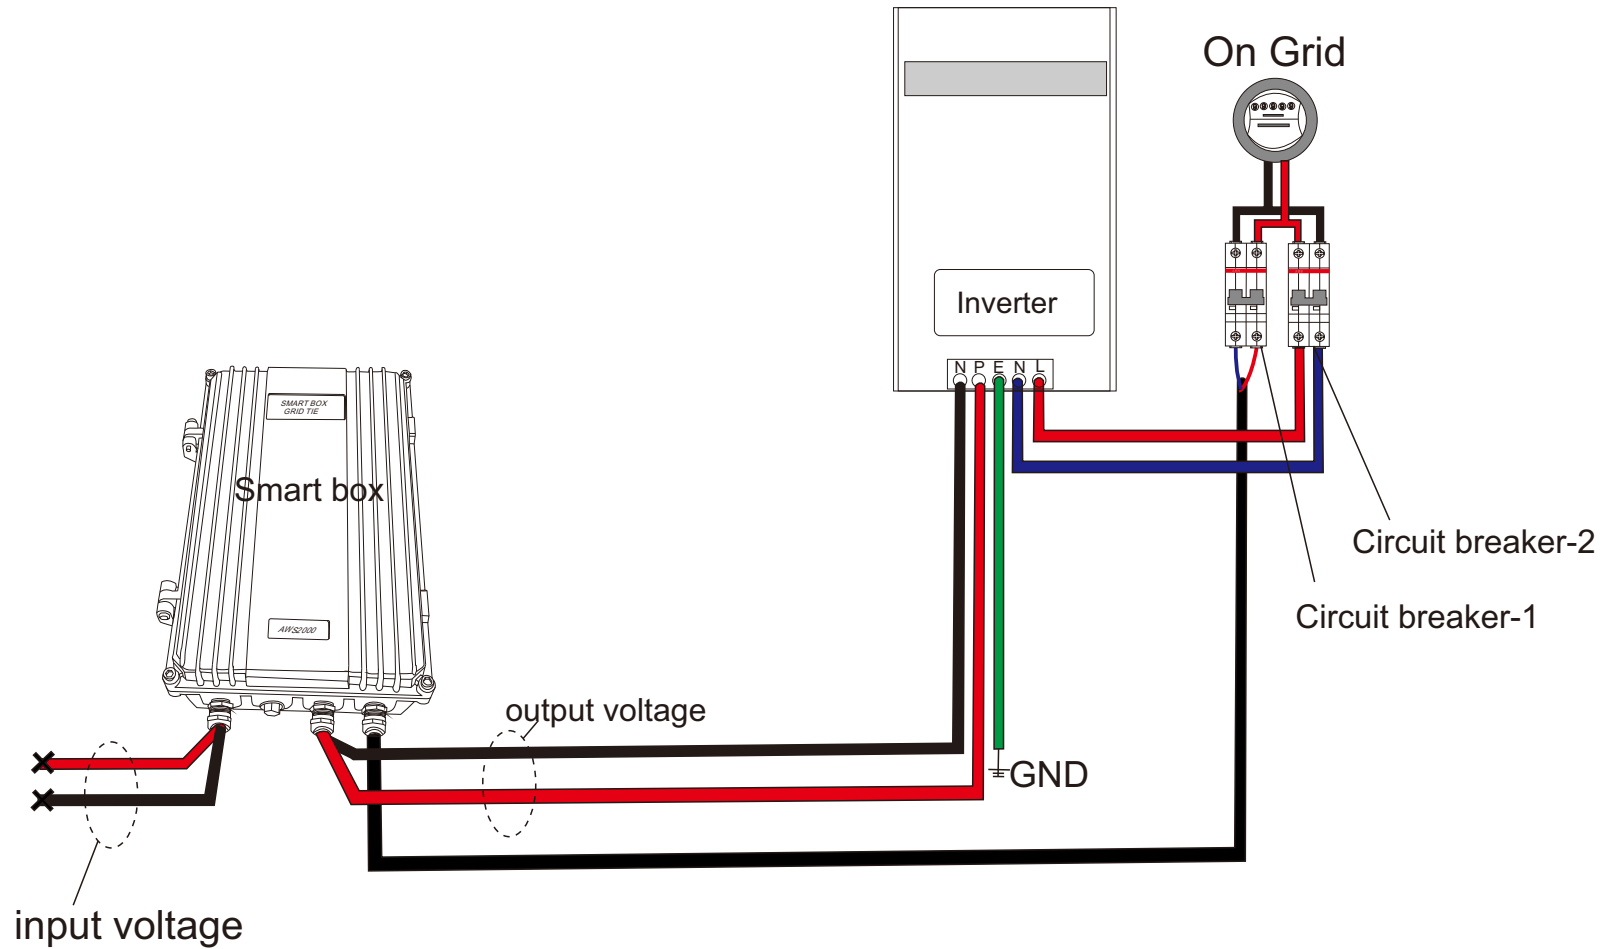 On Grid
Inverter
N P E N L
SMART BOX
GRID TIE
Smart box
AWS2000
Circuit breaker-2
Circuit breaker-1
output voltage
GND
input voltage